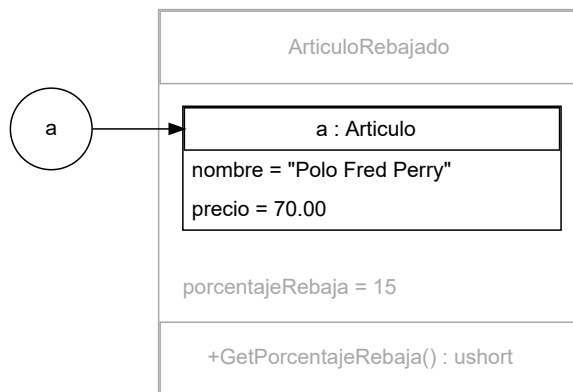 ArticuloRebajado
a
a : Articulo
nombre = "Polo Fred Perry"
precio = 70.00
porcentajeRebaja = 15
+GetPorcentajeRebaja() : ushort